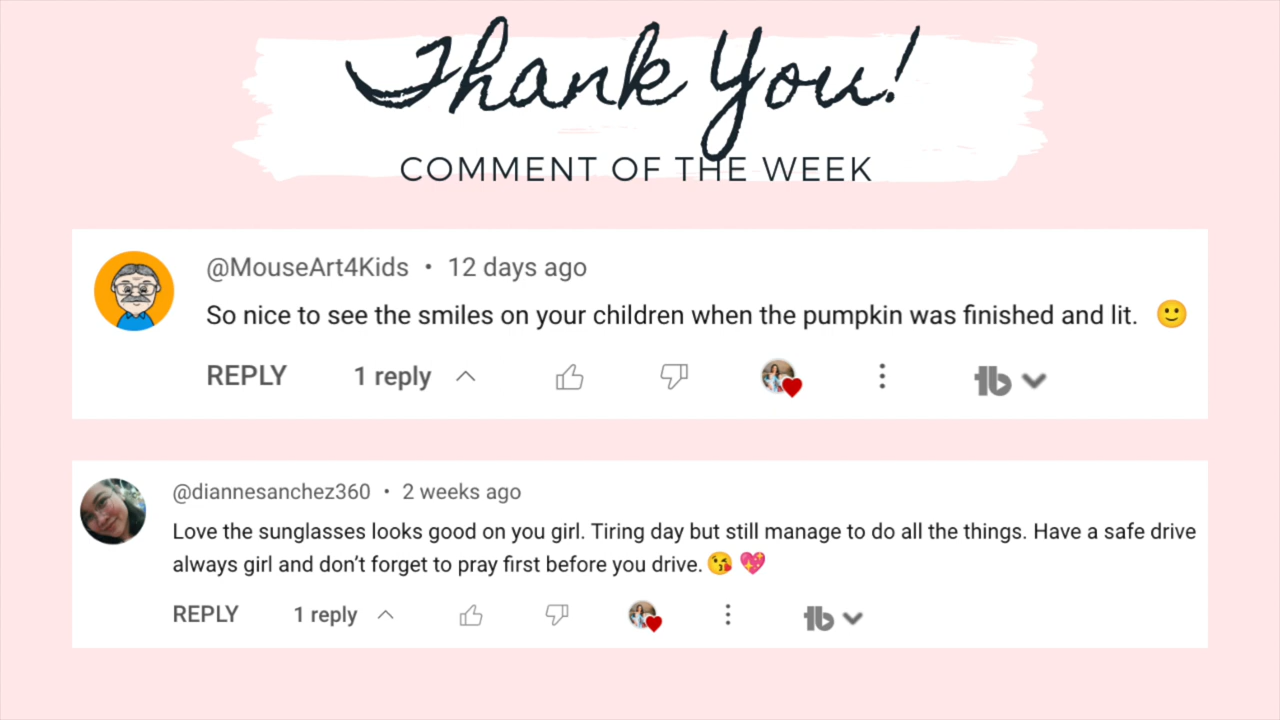 Thank You!
COMMENT OF THE WEEK
@MouseArt4Kids • 12 days ago
So nice to see the smiles on your children when the pumpkin was finished and lit. 🙂
REPLY 1 reply
@diannesanchez360 • 2 weeks ago
Love the sunglasses looks good on you girl. Tiring day but still manage to do all the things. Have a safe drive
always girl and don't forget to pray first before you drive. 😘 💖
REPLY 1 reply